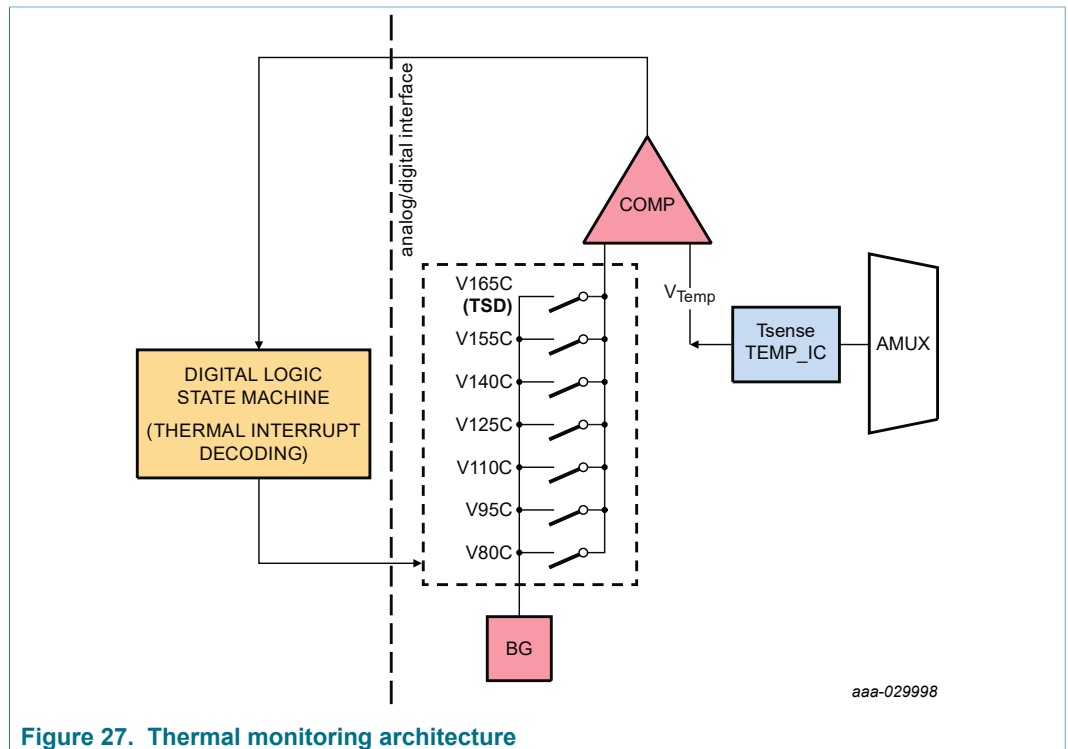 analog/digital interface
COMP
V165C
(TSD)
V155C
V140C
V125C
V110C
V95C
V80C
VTemp
Tsense
TEMP_IC
AMUX
DIGITAL LOGIC
STATE MACHINE
(THERMAL INTERRUPT
DECODING)
BG
aaa-029998
Figure 27. Thermal monitoring architecture